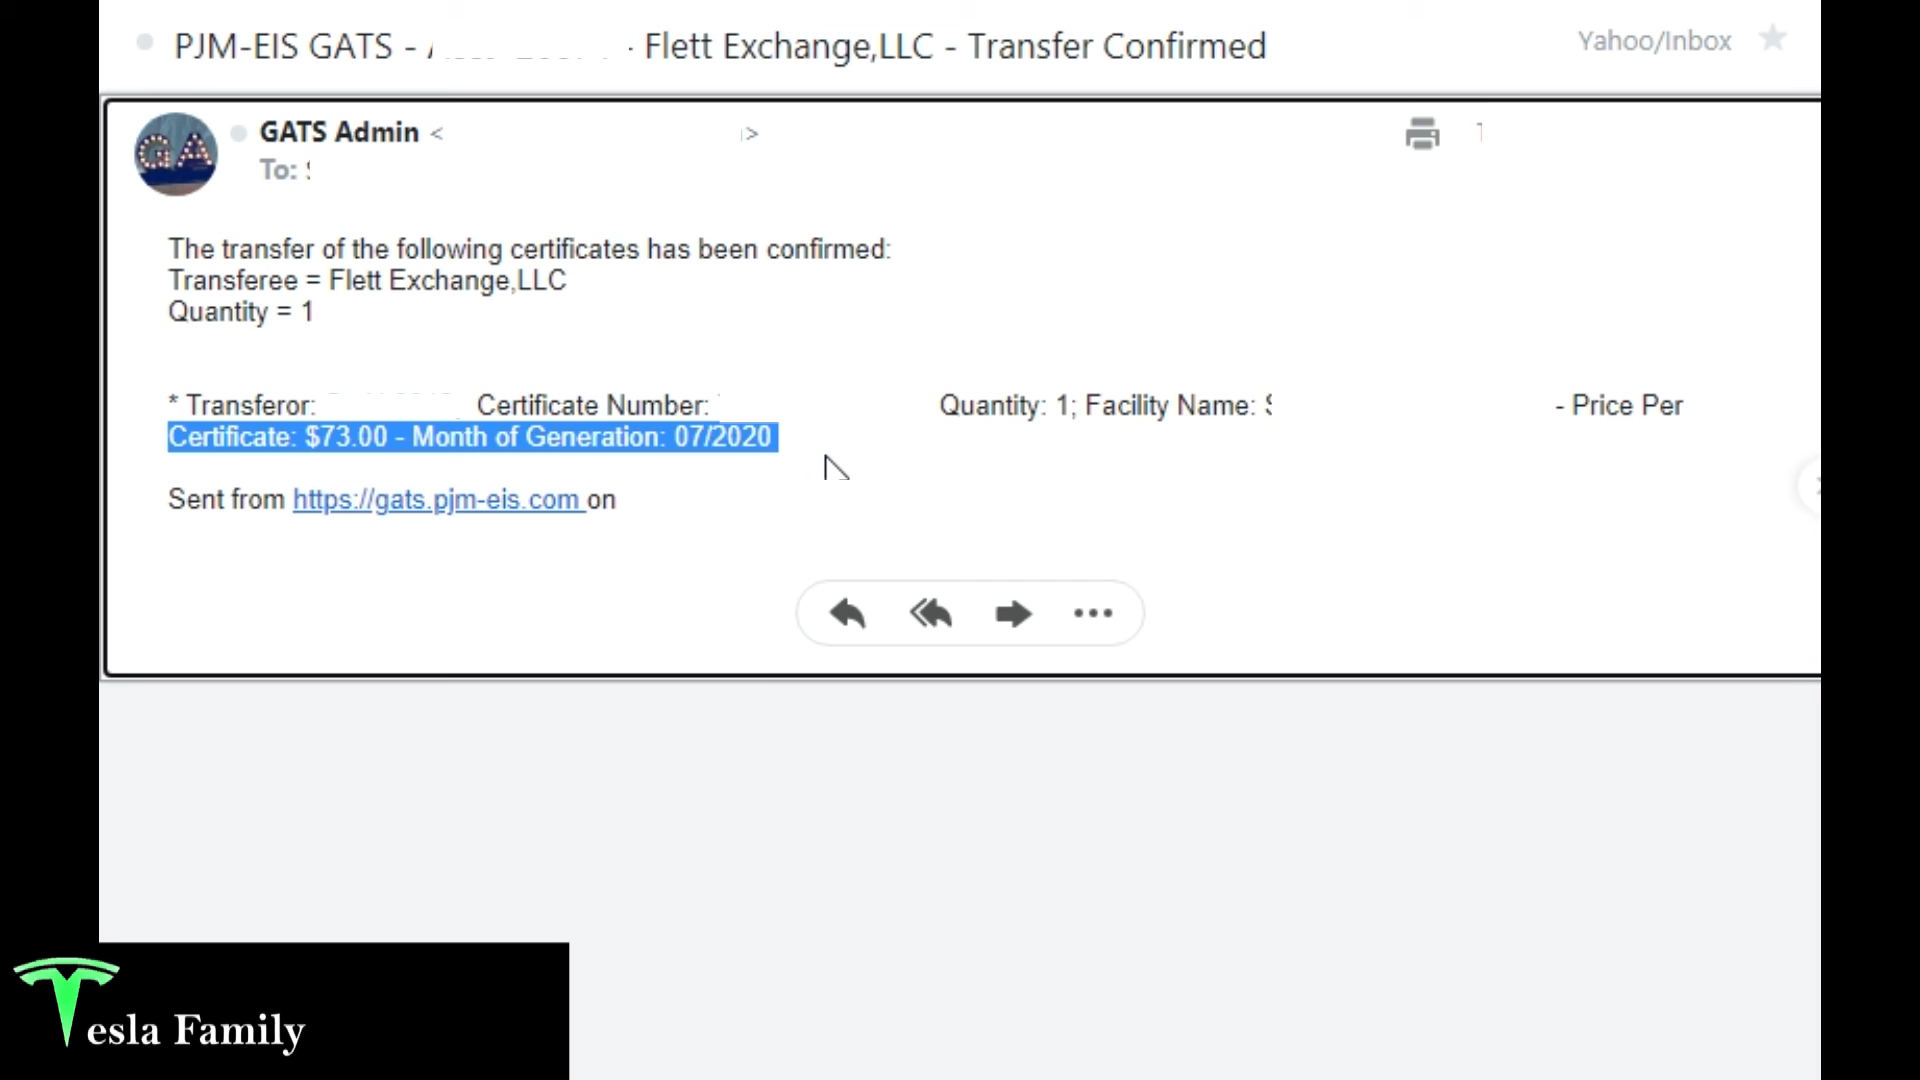 PJM-EIS GATS - - Flett Exchange,LLC - Transfer Confirmed
Yahoo/Inbox
GA
GATS Admin < >
To:
The transfer of the following certificates has been confirmed:
Transferee = Flett Exchange,LLC
Quantity = 1
* Transferor: Certificate Number: Quantity: 1; Facility Name: - Price Per
Certificate: $73.00 - Month of Generation: 07/2020
Sent from https://gats.pjm-eis.com on
Tesla Family